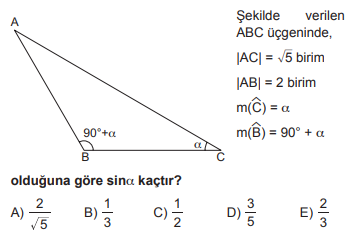 Şekilde verilen
ABC üçgeninde,
|AC| = √5 birim
|AB| = 2 birim
m(Ĉ) = α
m(B̂) = 90° + α
A
90°+α
α
B
C
olduğuna göre sinα kaçtır?
A) 2/√5 B) 1/3 C) 1/2 D) 3/5 E) 2/3